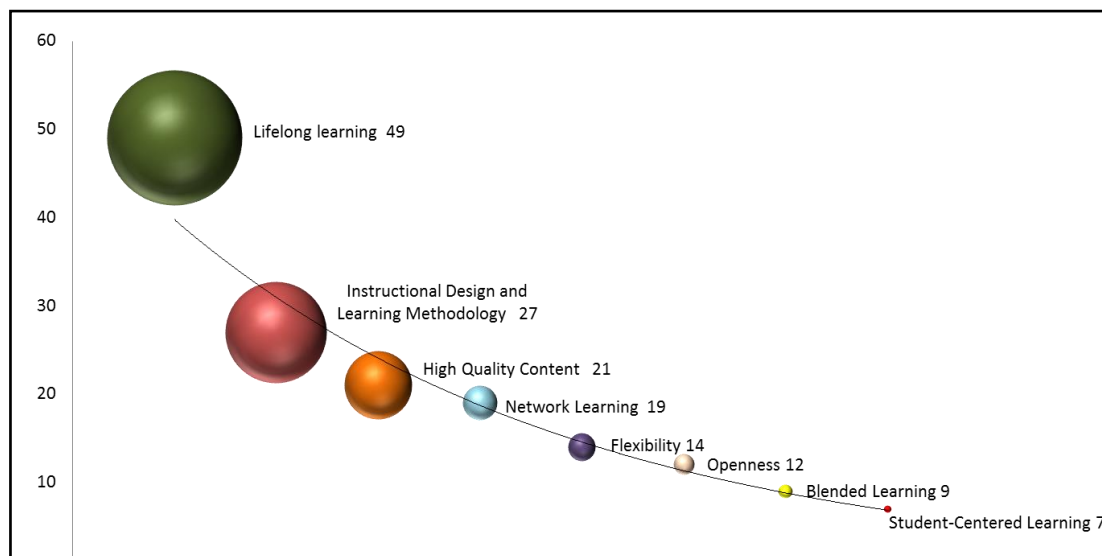 60
50
40
30
20
10
Lifelong learning 49
Instructional Design and
Learning Methodology 27
High Quality Content 21
Network Learning 19
Flexibility 14
Openness 12
Blended Learning 9
Student-Centered Learning 7